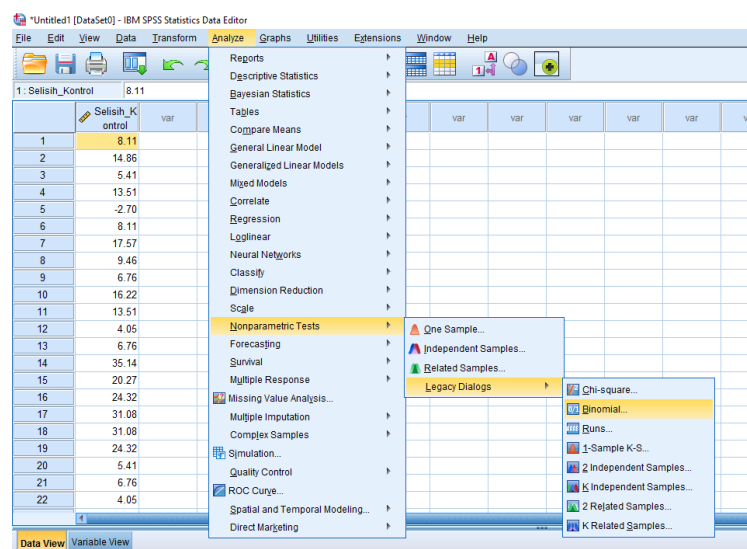 *Untitled1 [DataSet0] - IBM SPSS Statistics Data Editor
File Edit View Data Transform Analyze Graphs Utilities Extensions Window Help
1 : Selisih_Kontrol 8.11
Selisih_K
ontrol
var var var var var
1 8.11
2 14.86
3 5.41
4 13.51
5 -2.70
6 8.11
7 17.57
8 9.46
9 6.76
10 16.22
11 13.51
12 4.05
13 6.76
14 35.14
15 20.27
16 24.32
17 31.08
18 31.08
19 24.32
20 5.41
21 6.76
22 4.05
Reports
Descriptive Statistics
Bayesian Statistics
Tables
Compare Means
General Linear Model
Generalized Linear Models
Mixed Models
Correlate
Regression
Loglinear
Neural Networks
Classify
Dimension Reduction
Scale
Nonparametric Tests
Forecasting
Survival
Multiple Response
Missing Value Analysis...
Multiple Imputation
Complex Samples
Simulation...
Quality Control
ROC Curve...
Spatial and Temporal Modeling...
Direct Marketing
One Sample...
Independent Samples...
Related Samples...
Legacy Dialogs
Chi-square...
Binomial...
Runs...
1-Sample K-S...
2 Independent Samples...
K Independent Samples...
2 Related Samples...
K Related Samples...
Data View Variable View